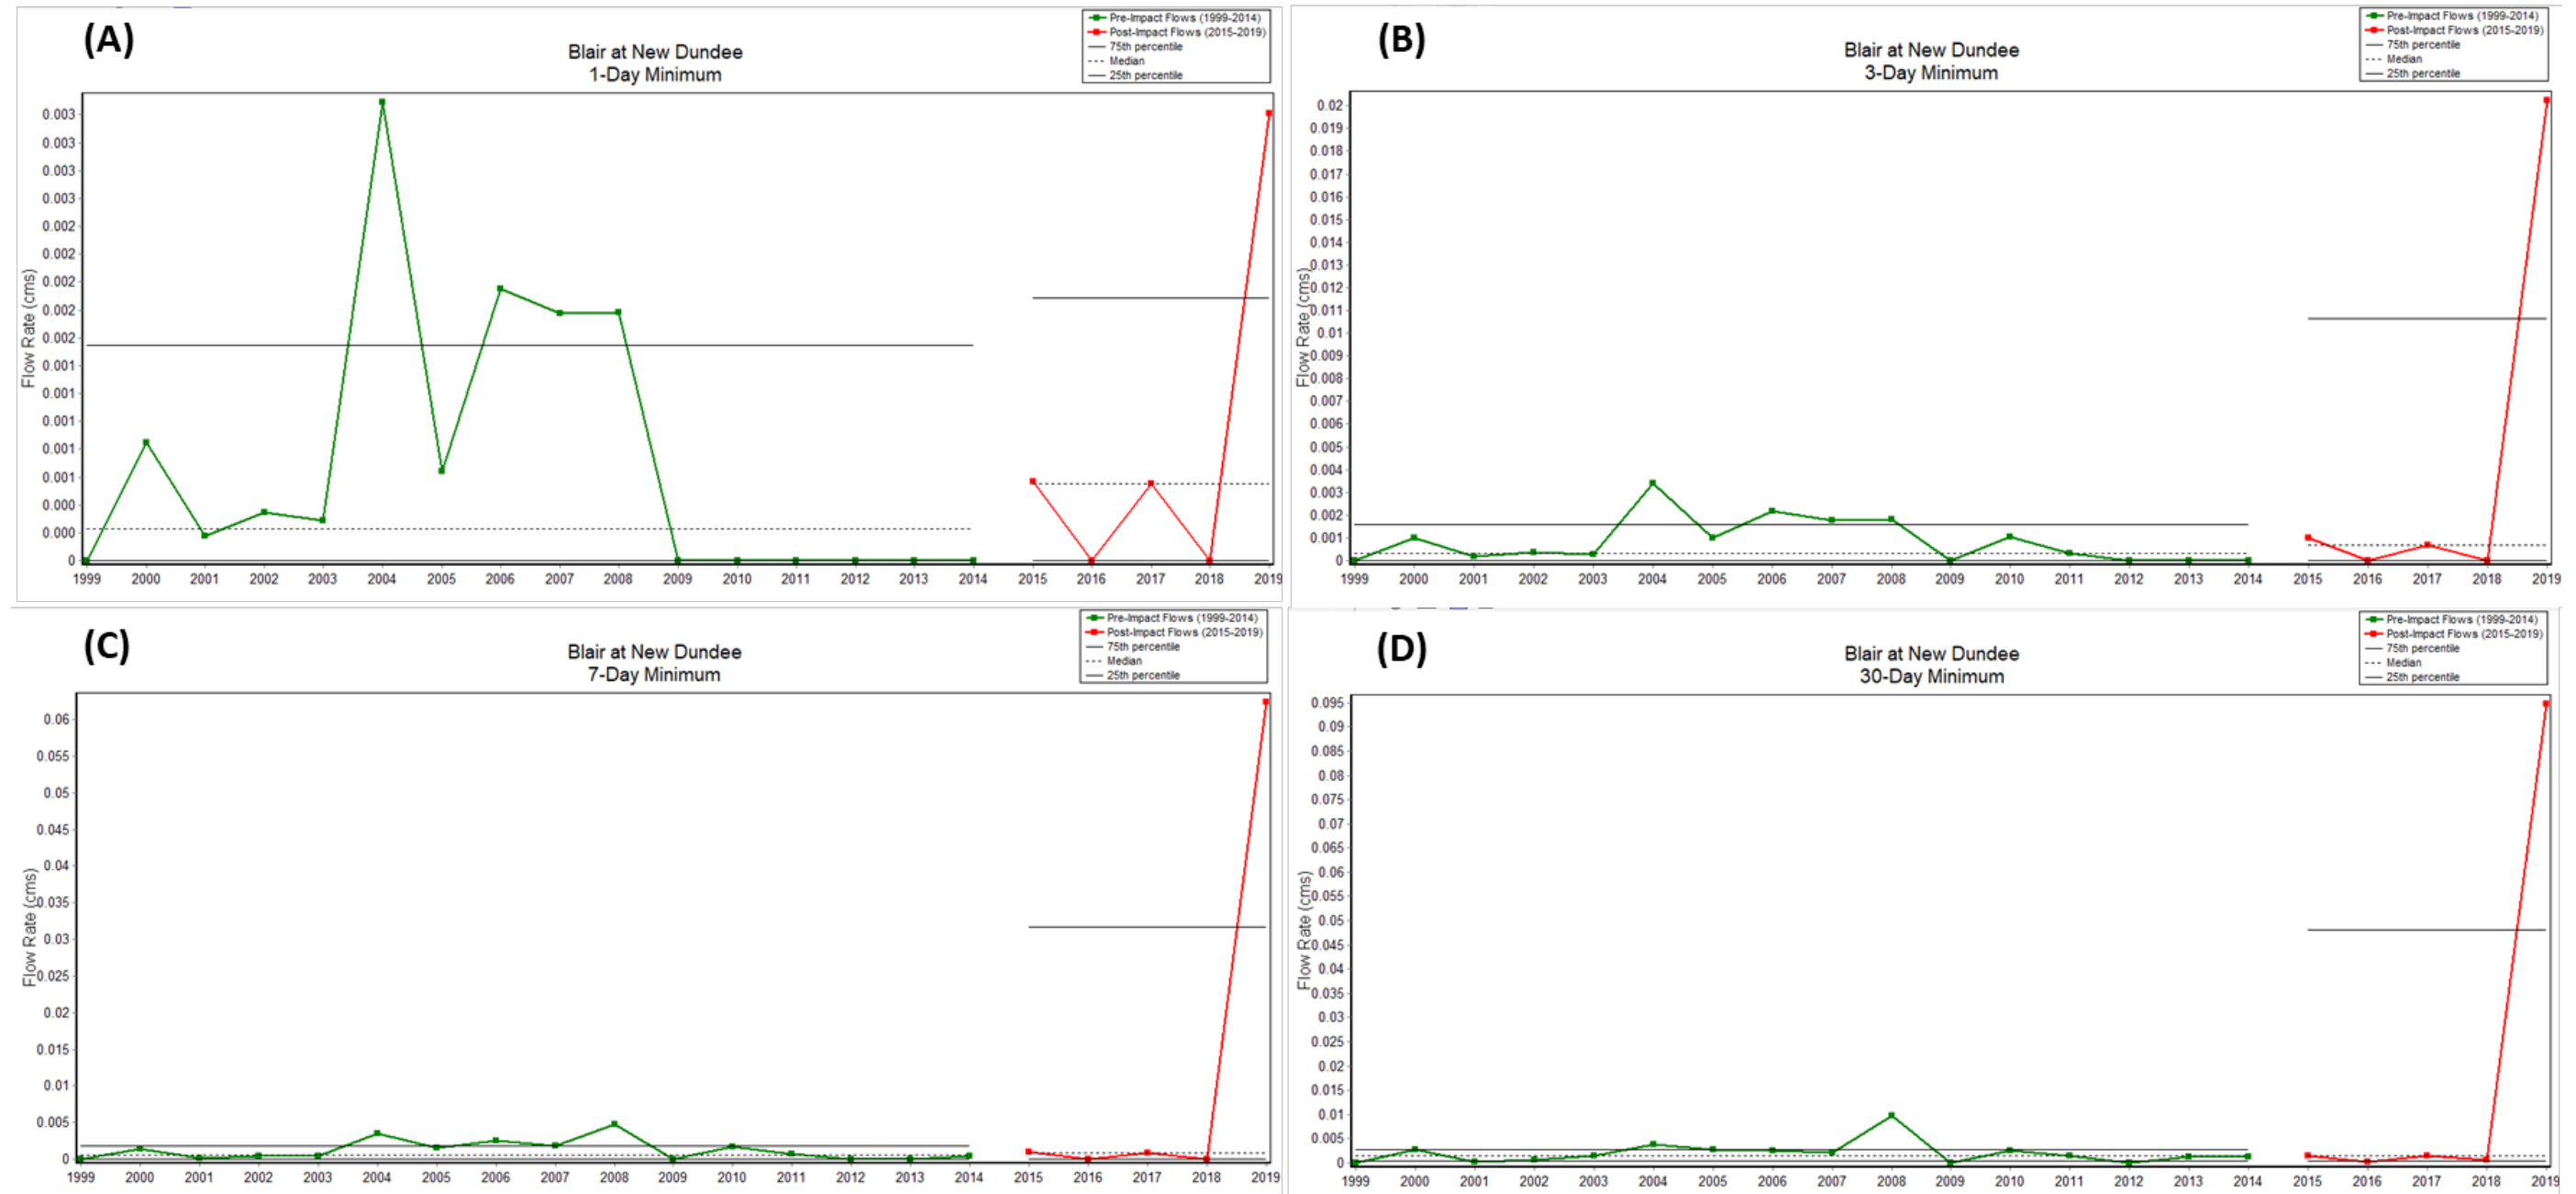 (A)
Blair at New Dundee
1-Day Minimum
Pre-Impact Flows (1999-2014)
Post-Impact Flows (2015-2019)
75th percentile
Median
25th percentile
Flow Rate (cms)
0.003
0.003
0.003
0.003
0.002
0.002
0.002
0.002
0.002
0.001
0.001
0.001
0.001
0.001
0.000
0.000
0
1999 2000 2001 2002 2003 2004 2005 2006 2007 2008 2009 2010 2011 2012 2013 2014 2015 2016 2017 2018 2019
(B)
Blair at New Dundee
3-Day Minimum
Pre-Impact Flows (1999-2014)
Post-Impact Flows (2015-2019)
75th percentile
Median
25th percentile
Flow Rate (cms)
0.02
0.019
0.018
0.017
0.016
0.015
0.014
0.013
0.012
0.011
0.01
0.009
0.008
0.007
0.006
0.005
0.004
0.003
0.002
0.001
0
1999 2000 2001 2002 2003 2004 2005 2006 2007 2008 2009 2010 2011 2012 2013 2014 2015 2016 2017 2018 2019
(C)
Blair at New Dundee
7-Day Minimum
Pre-Impact Flows (1999-2014)
Post-Impact Flows (2015-2019)
75th percentile
Median
25th percentile
Flow Rate (cms)
0.06
0.055
0.05
0.045
0.04
0.035
0.03
0.025
0.02
0.015
0.01
0.005
0
1999 2000 2001 2002 2003 2004 2005 2006 2007 2008 2009 2010 2011 2012 2013 2014 2015 2016 2017 2018 2019
(D)
Blair at New Dundee
30-Day Minimum
Pre-Impact Flows (1999-2014)
Post-Impact Flows (2015-2019)
75th percentile
Median
25th percentile
Flow Rate (cms)
0.095
0.09
0.085
0.08
0.075
0.07
0.065
0.06
0.055
0.05
0.045
0.04
0.035
0.03
0.025
0.02
0.015
0.01
0.005
0
1999 2000 2001 2002 2003 2004 2005 2006 2007 2008 2009 2010 2011 2012 2013 2014 2015 2016 2017 2018 2019